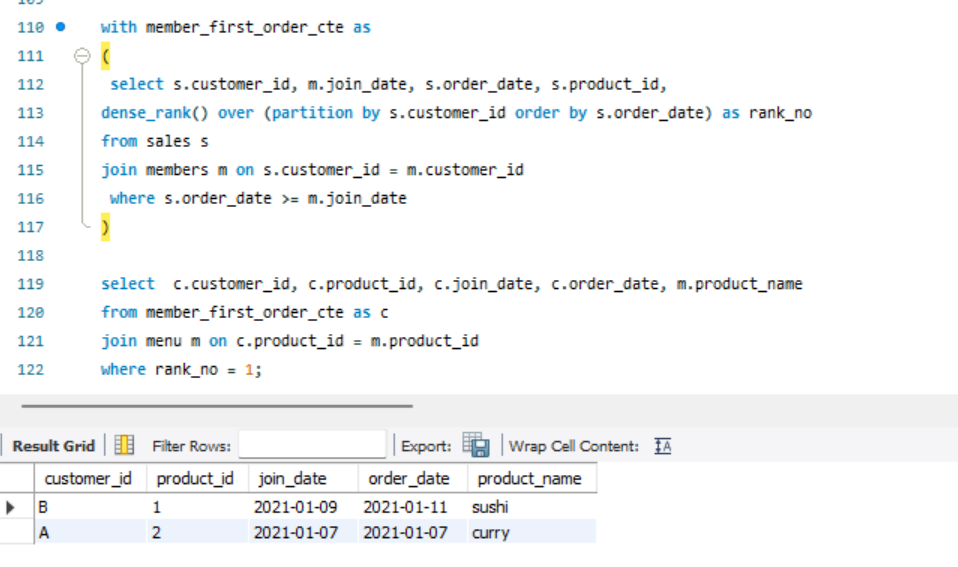 110 with member_first_order_cte as
111 (
112 select s.customer_id, m.join_date, s.order_date, s.product_id,
113 dense_rank() over (partition by s.customer_id order by s.order_date) as rank_no
114 from sales s
115 join members m on s.customer_id = m.customer_id
116 where s.order_date >= m.join_date
117 )
118
119 select c.customer_id, c.product_id, c.join_date, c.order_date, m.product_name
120 from member_first_order_cte as c
121 join menu m on c.product_id = m.product_id
122 where rank_no = 1;
Result Grid Filter Rows: Export: Wrap Cell Content: IA
customer_id product_id join_date order_date product_name
B 1 2021-01-09 2021-01-11 sushi
A 2 2021-01-07 2021-01-07 curry